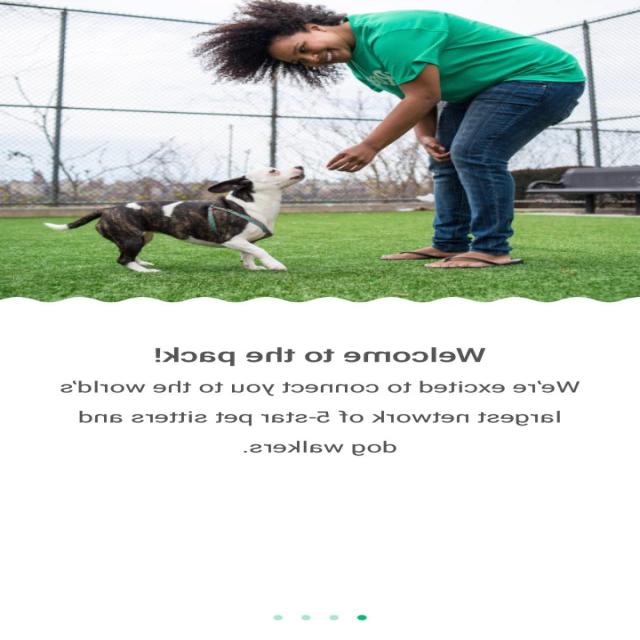 Welcome to the pack!
We're excited to connect you to the world's
largest network of 5-star pet sitters and
dog walkers.